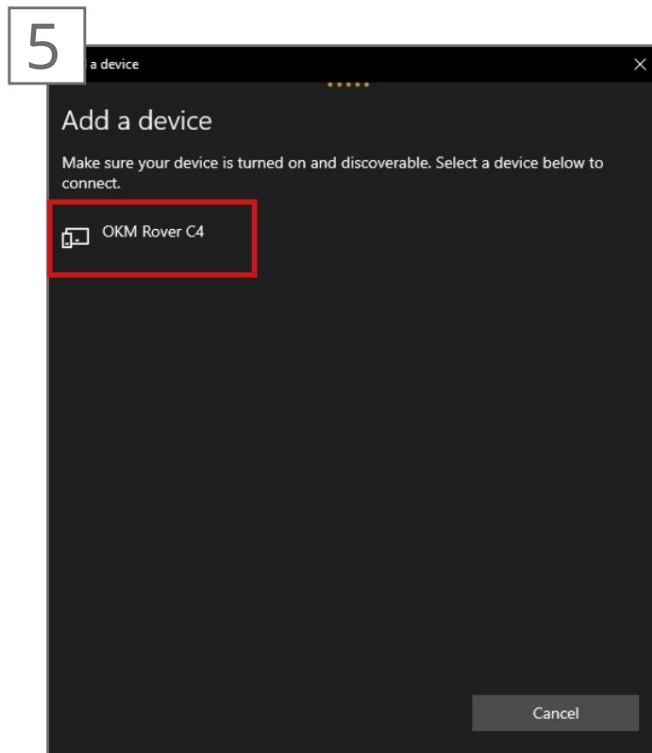 5
a device
Add a device
Make sure your device is turned on and discoverable. Select a device below to
connect.
OKM Rover C4
Cancel